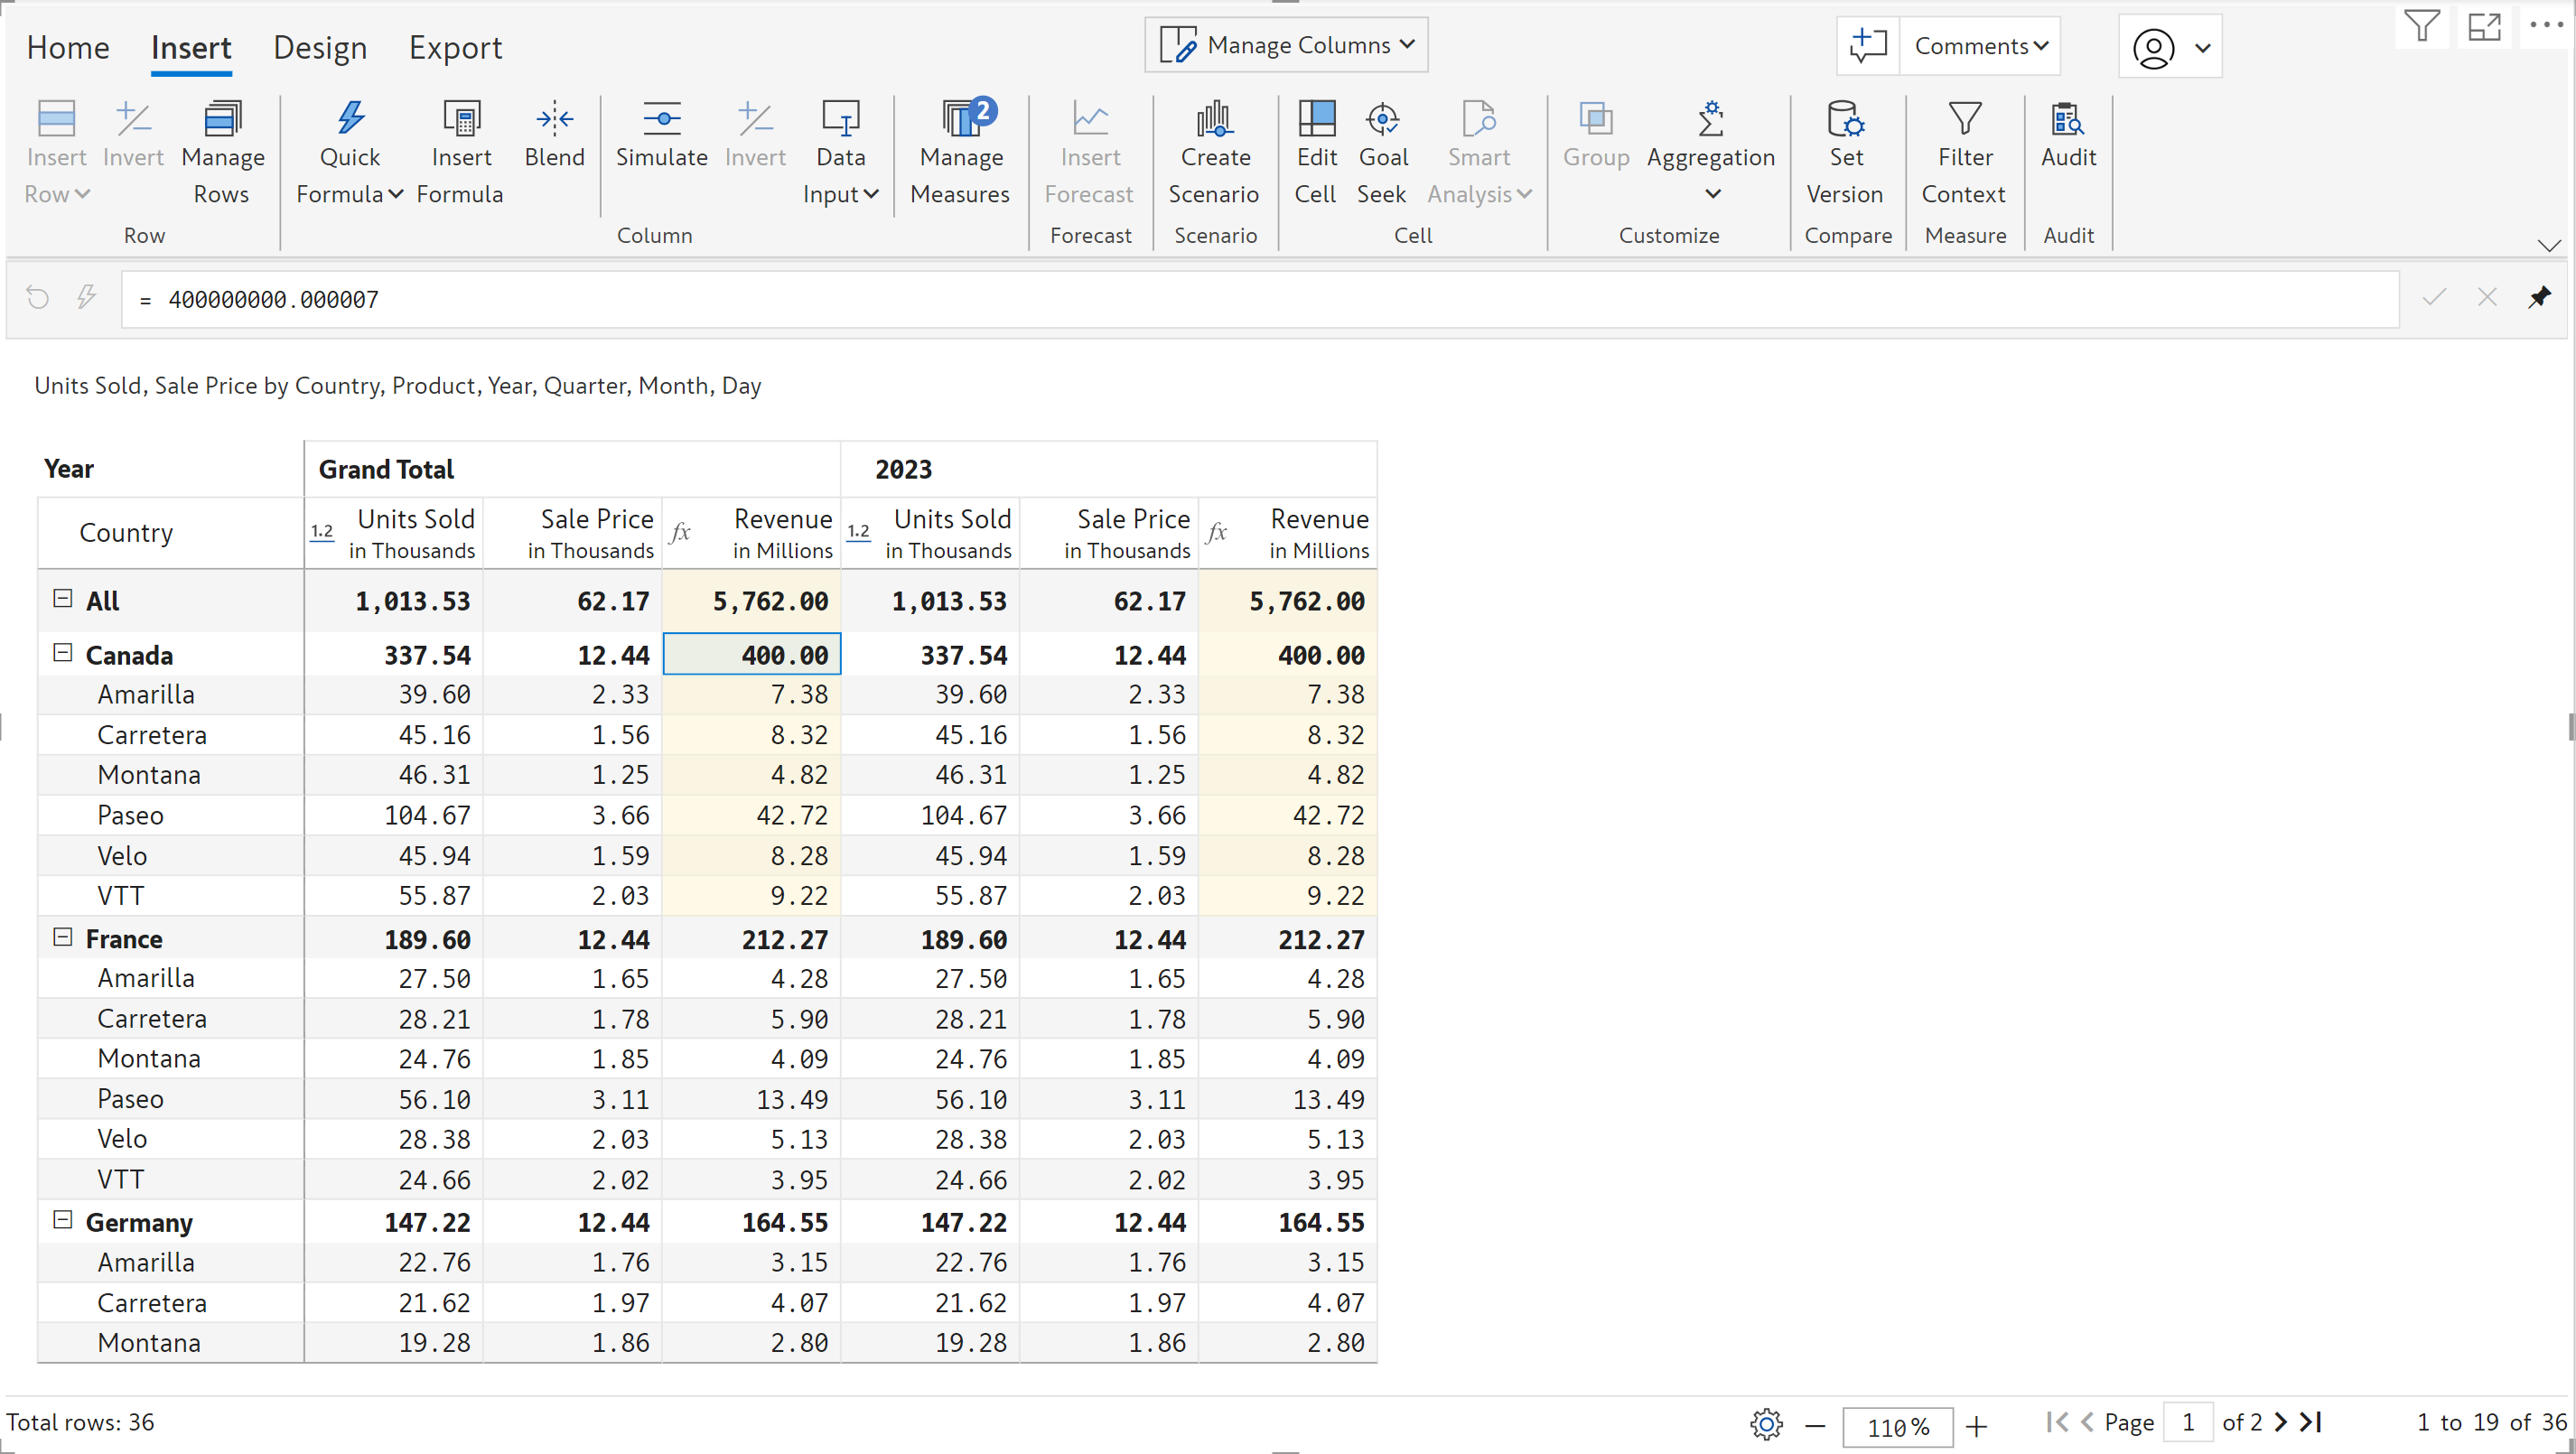 Home Insert Design Export Manage Columns Comments
Insert Row Invert Manage Rows Quick Formula Insert Formula Blend Simulate Invert Data Input Manage Measures 2 Insert Forecast Create Scenario Edit Cell Goal Seek Smart Analysis Group Aggregation Set Version Filter Context Audit
Row Column Forecast Scenario Cell Customize Compare Measure Audit
= 400000000.000007
Units Sold, Sale Price by Country, Product, Year, Quarter, Month, Day
Year Grand Total 2023
Country 1.2 Units Sold in Thousands Sale Price in Thousands fx Revenue in Millions 1.2 Units Sold in Thousands Sale Price in Thousands fx Revenue in Millions
All 1,013.53 62.17 5,762.00 1,013.53 62.17 5,762.00
Canada 337.54 12.44 400.00 337.54 12.44 400.00
Amarilla 39.60 2.33 7.38 39.60 2.33 7.38
Carretera 45.16 1.56 8.32 45.16 1.56 8.32
Montana 46.31 1.25 4.82 46.31 1.25 4.82
Paseo 104.67 3.66 42.72 104.67 3.66 42.72
Velo 45.94 1.59 8.28 45.94 1.59 8.28
VTT 55.87 2.03 9.22 55.87 2.03 9.22
France 189.60 12.44 212.27 189.60 12.44 212.27
Amarilla 27.50 1.65 4.28 27.50 1.65 4.28
Carretera 28.21 1.78 5.90 28.21 1.78 5.90
Montana 24.76 1.85 4.09 24.76 1.85 4.09
Paseo 56.10 3.11 13.49 56.10 3.11 13.49
Velo 28.38 2.03 5.13 28.38 2.03 5.13
VTT 24.66 2.02 3.95 24.66 2.02 3.95
Germany 147.22 12.44 164.55 147.22 12.44 164.55
Amarilla 22.76 1.76 3.15 22.76 1.76 3.15
Carretera 21.62 1.97 4.07 21.62 1.97 4.07
Montana 19.28 1.86 2.80 19.28 1.86 2.80
Total rows: 36 110 % Page 1 of 2 1 to 19 of 36